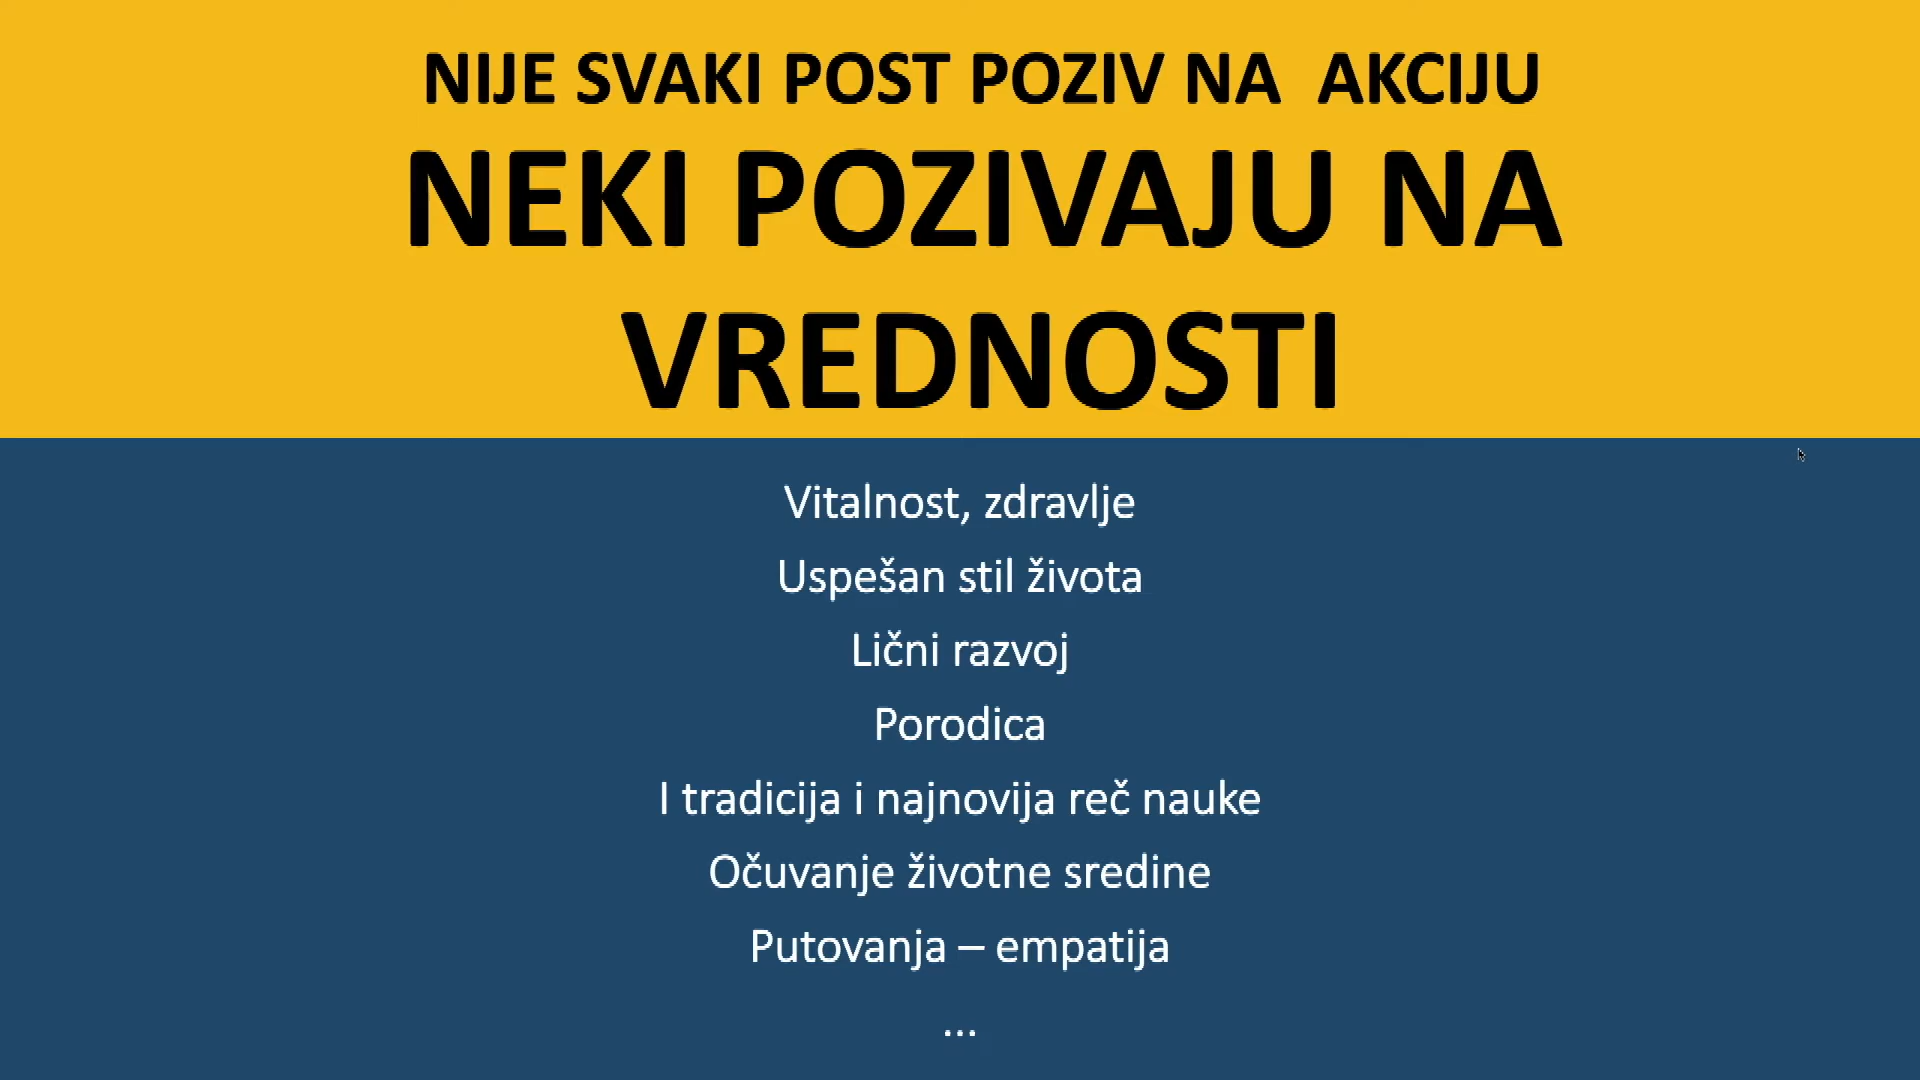 NIJE SVAKI POST POZIV NA  AKCIJU
NEKI POZIVAJU NA
VREDNOSTI
Vitalnost, zdravlje
Uspešan stil života
Lični razvoj
Porodica
I tradicija i najnovija reč nauke
Očuvanje životne sredine
Putovanja – empatija
...